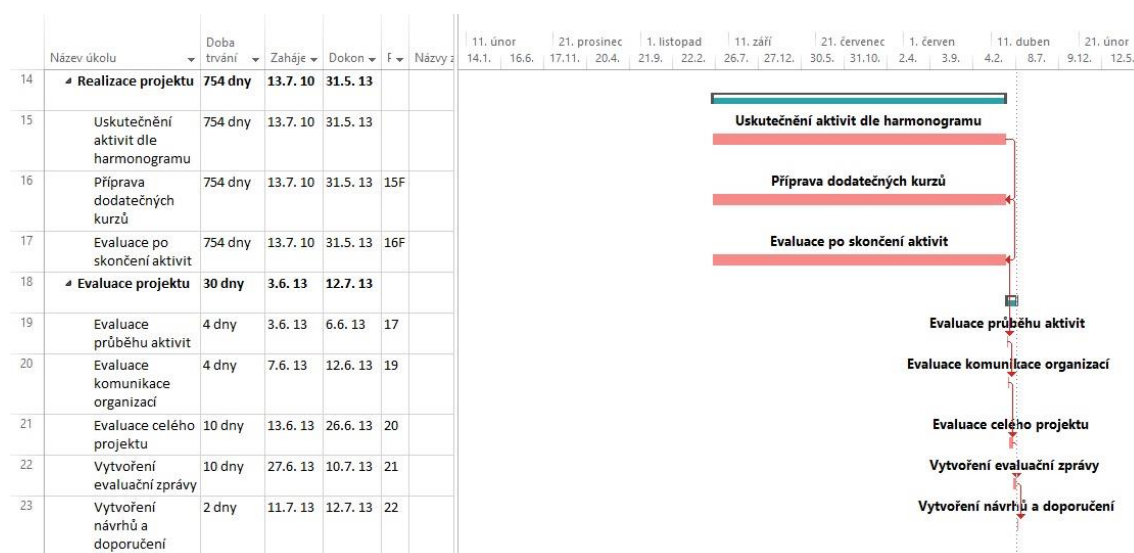 Název úkolu Doba trvání Zaháje Dokon F Názvy z
11. únor 21. prosinec 1. listopad 11. září 21. červenec 1. červen 11. duben 21. únor
14.1. 16.6. 17.11. 20.4. 21.9. 22.2. 26.7. 27.12. 30.5. 31.10. 2.4. 3.9. 4.2. 8.7. 9.12. 12.5.
14 Realizace projektu 754 dny 13.7. 10 31.5. 13
15 Uskutečnění 754 dny 13.7. 10 31.5. 13 Uskutečnění aktivit dle harmonogramu
aktivit dle
harmonogramu
16 Příprava 754 dny 13.7. 10 31.5. 13 15F Příprava dodatečných kurzů
dodatečných
kurzů
17 Evaluace po 754 dny 13.7. 10 31.5. 13 16F Evaluace po skončení aktivit
skončení aktivit
18 Evaluace projektu 30 dny 3.6. 13 12.7. 13
19 Evaluace 4 dny 3.6. 13 6.6. 13 17 Evaluace průběhu aktivit
průběhu aktivit
20 Evaluace 4 dny 7.6. 13 12.6. 13 19 Evaluace komunikace organizací
komunikace
organizací
21 Evaluace celého 10 dny 13.6. 13 26.6. 13 20 Evaluace celého projektu
projektu
22 Vytvoření 10 dny 27.6. 13 10.7. 13 21 Vytvoření evaluační zprávy
evaluační zprávy
23 Vytvoření 2 dny 11.7. 13 12.7. 13 22 Vytvoření návrhů a doporučení
návrhů a
doporučení